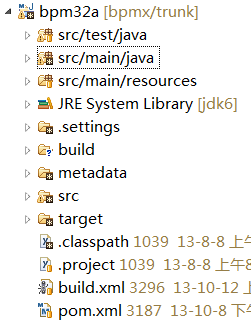 bpm32a [bpmx/trunk]
src/test/java
src/main/java
src/main/resources
JRE System Library [jdk6]
.settings
build
metadata
src
target
.classpath 1039 13-8-8 上午
.project 1039 13-8-8 上午
build.xml 3296 13-10-12
pom.xml 3187 13-10-8 下午